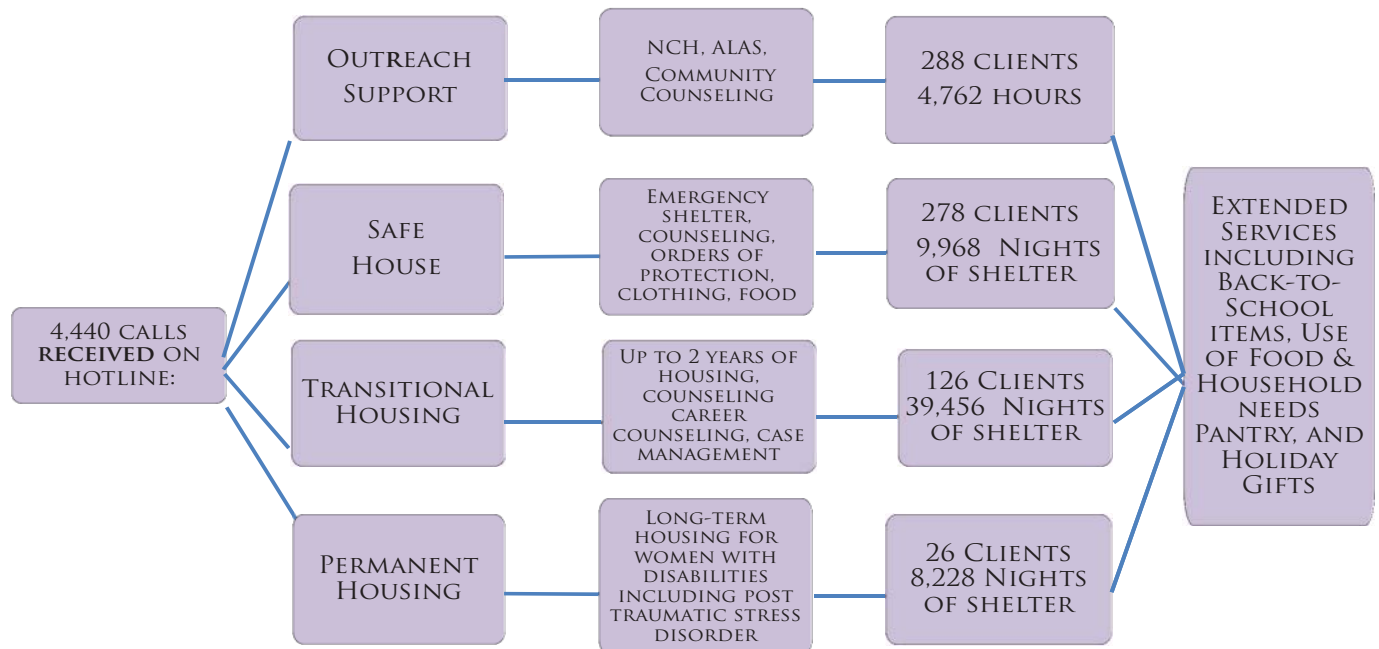 4,440 CALLS
RECEIVED ON
HOTLINE:
OUTREACH
SUPPORT
NCH, ALAS,
COMMUNITY
COUNSELING
288 CLIENTS
4,762 HOURS
SAFE
HOUSE
EMERGENCY
SHELTER,
COUNSELING,
ORDERS OF
PROTECTION,
CLOTHING, FOOD
278 CLIENTS
9,968 NIGHTS
OF SHELTER
TRANSITIONAL
HOUSING
UP TO 2 YEARS OF
HOUSING,
COUNSELING
CAREER
COUNSELING, CASE
MANAGEMENT
126 CLIENTS
39,456 NIGHTS
OF SHELTER
PERMANENT
HOUSING
LONG-TERM
HOUSING FOR
WOMEN WITH
DISABILITIES
INCLUDING POST
TRAUMATIC STRESS
DISORDER
26 CLIENTS
8,228 NIGHTS
OF SHELTER
EXTENDED
SERVICES
INCLUDING
BACK-TO-
SCHOOL
ITEMS, USE
OF FOOD &
HOUSEHOLD
NEEDS
PANTRY, AND
HOLIDAY
GIFTS